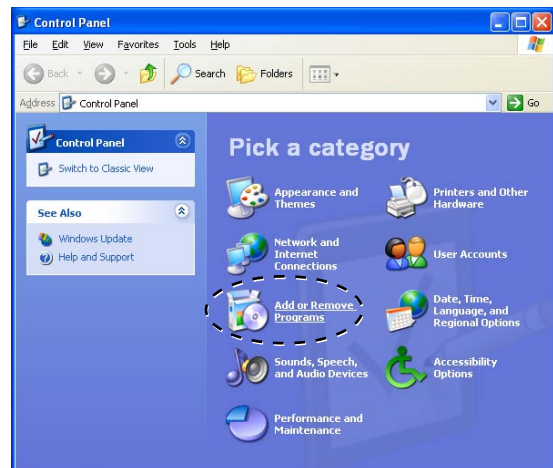 Control Panel
File Edit View Favorites Tools Help
Back Search Folders
Address Control Panel Go
Control Panel
Switch to Classic View
See Also
Windows Update
Help and Support
Pick a category
Appearance and
Themes
Printers and Other
Hardware
Network and
Internet
Connections
User Accounts
Add or Remove
Programs
Date, Time,
Language, and
Regional Options
Sounds, Speech,
and Audio Devices
Accessibility
Options
Performance and
Maintenance